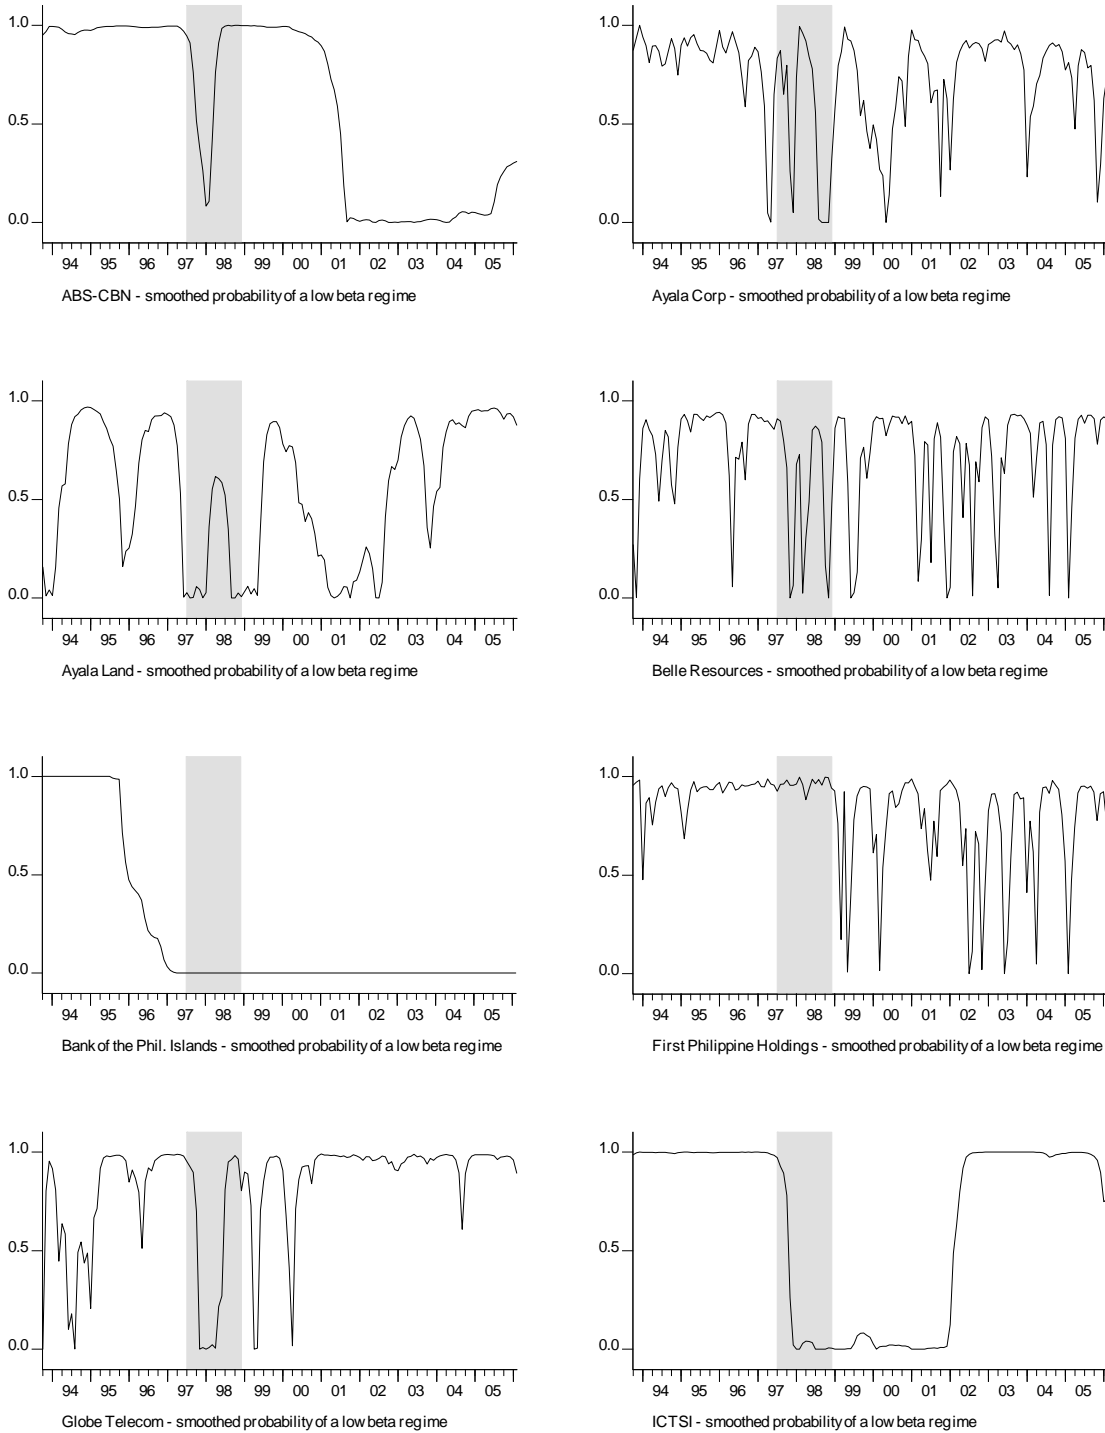 1.0
0.5
0.0
94 95 96 97 98 99 00 01 02 03 04 05
ABS-CBN - smoothed probability of a low beta regime
1.0
0.5
0.0
94 95 96 97 98 99 00 01 02 03 04 05
Ayala Corp - smoothed probability of a low beta regime
1.0
0.5
0.0
94 95 96 97 98 99 00 01 02 03 04 05
Ayala Land - smoothed probability of a low beta regime
1.0
0.5
0.0
94 95 96 97 98 99 00 01 02 03 04 05
Belle Resources - smoothed probability of a low beta regime
1.0
0.5
0.0
94 95 96 97 98 99 00 01 02 03 04 05
Bank of the Phil. Islands - smoothed probability of a low beta regime
1.0
0.5
0.0
94 95 96 97 98 99 00 01 02 03 04 05
First Philippine Holdings - smoothed probability of a low beta regime
1.0
0.5
0.0
94 95 96 97 98 99 00 01 02 03 04 05
Globe Telecom - smoothed probability of a low beta regime
1.0
0.5
0.0
94 95 96 97 98 99 00 01 02 03 04 05
ICTSI - smoothed probability of a low beta regime